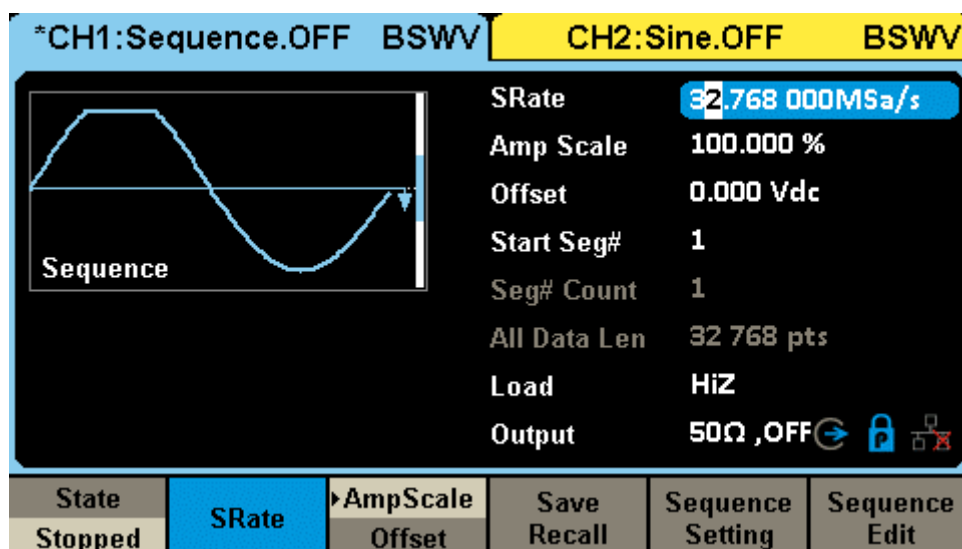 *CH1:Sequence.OFF BSWV
CH2:Sine.OFF BSWV
Sequence
SRate 32.768 000MSa/s
Amp Scale 100.000 %
Offset 0.000 Vdc
Start Seg# 1
Seg# Count 1
All Data Len 32 768 pts
Load HiZ
Output 50Ω ,OFF
State
Stopped
SRate
AmpScale
Offset
Save
Recall
Sequence
Setting
Sequence
Edit